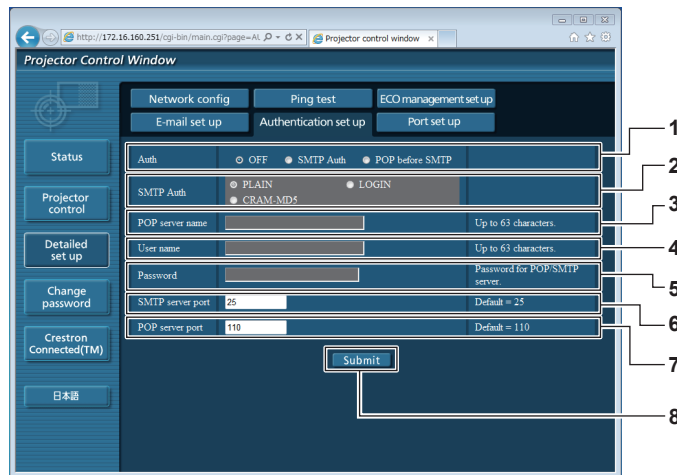 http://172.16.160.251/cgi-bin/main.cgi?page=AU
Projector control window
Projector Control Window
Network config Ping test ECO management set up
E-mail set up Authentication set up Port set up
Status
Projector control
Detailed set up
Change password
Crestron Connected(TM)
日本語
Auth OFF SMTP Auth POP before SMTP 1
SMTP Auth PLAIN LOGIN 2
CRAM-MD5
POP server name Up to 63 characters. 3
User name Up to 63 characters. 4
Password Password for POP/SMTP server. 5
SMTP server port 25 Default = 25 6
POP server port 110 Default = 110 7
Submit 8